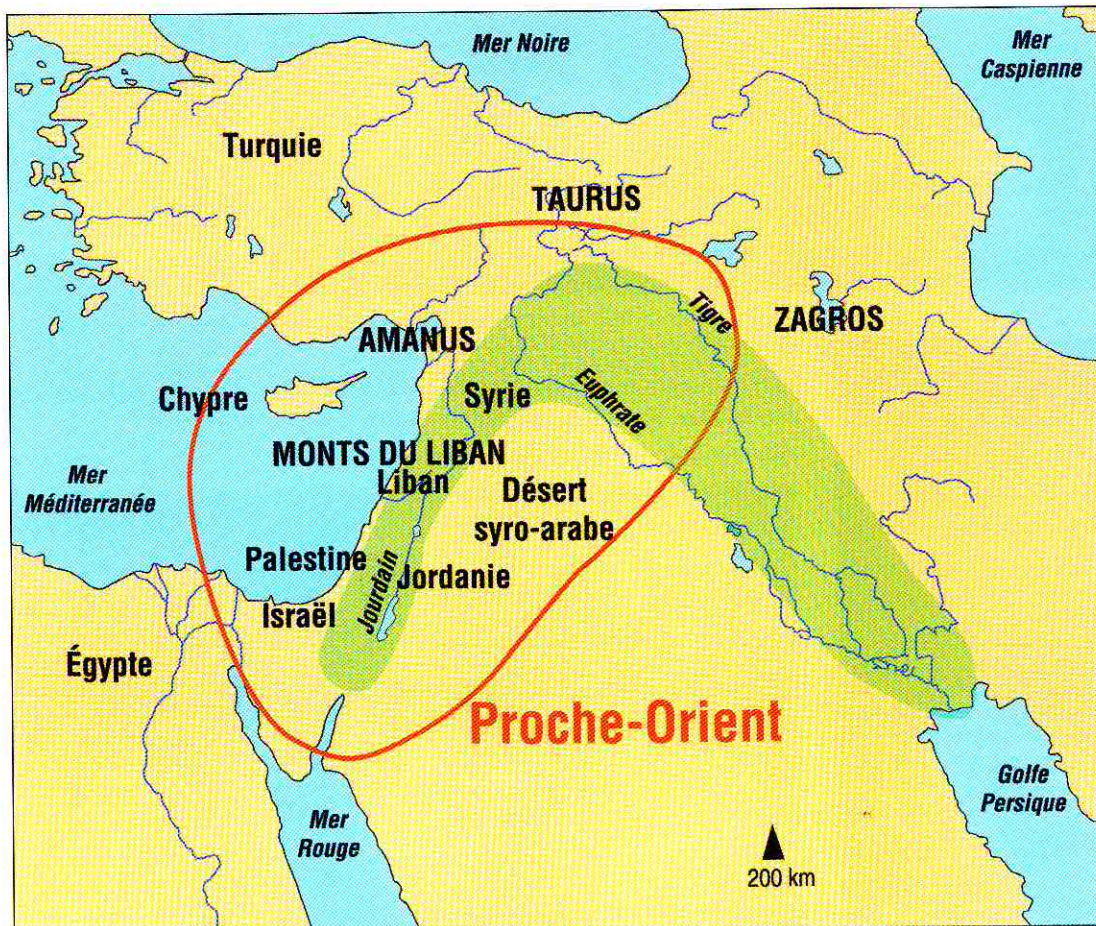 Mer Noire
Mer
Caspienne
Turquie
TAURUS
Tigre
ZAGROS
AMANUS
Chypre
Syrie
Euphrate
MONTS DU LIBAN
Liban
Mer
Méditerranée
Désert
syro-arabe
Palestine
Jourdain
Jordanie
Israël
Égypte
Proche-Orient
Golfe
Persique
Mer
Rouge
200 km